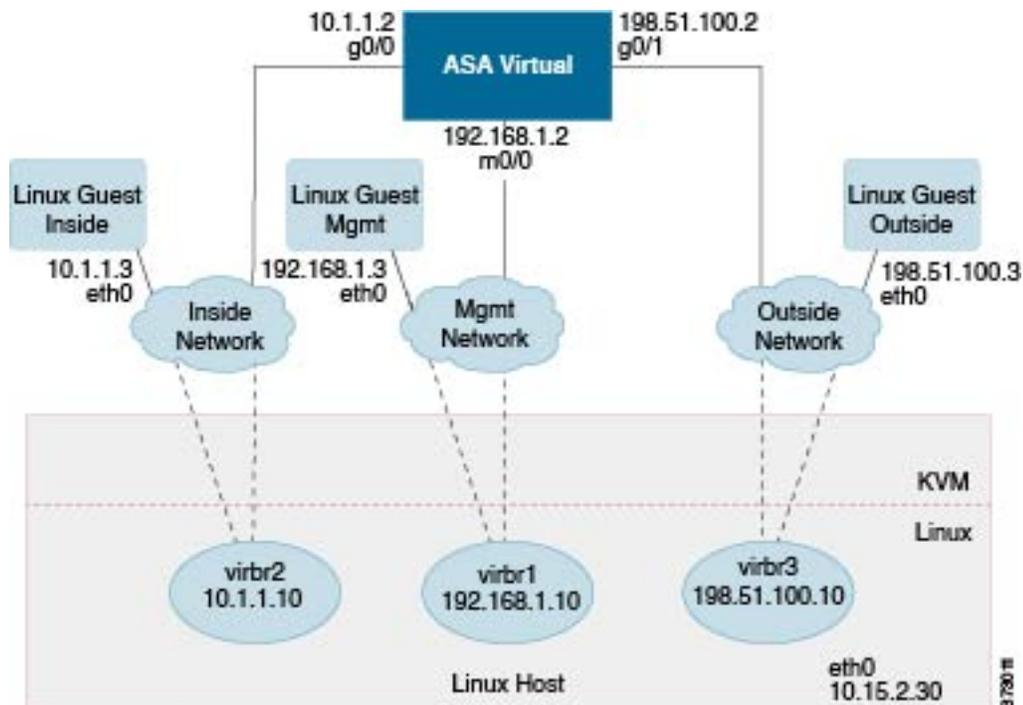 10.1.1.2
g0/0
ASA Virtual
198.51.100.2
g0/1
192.168.1.2
m0/0
Linux Guest
Inside
Linux Guest
Mgmt
Linux Guest
Outside
10.1.1.3
eth0
192.168.1.3
eth0
198.51.100.3
eth0
Inside
Network
Mgmt
Network
Outside
Network
KVM
Linux
virbr2
10.1.1.10
virbr1
192.168.1.10
virbr3
198.51.100.10
Linux Host
eth0
10.15.2.30